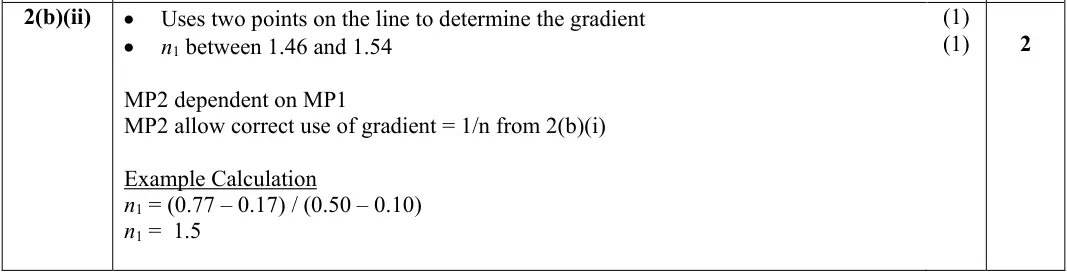 2(b)(ii) • Uses two points on the line to determine the gradient (1)
• n₁ between 1.46 and 1.54 (1) 2
MP2 dependent on MP1
MP2 allow correct use of gradient = 1/n from 2(b)(i)
Example Calculation
n₁ = (0.77 – 0.17) / (0.50 – 0.10)
n₁ = 1.5